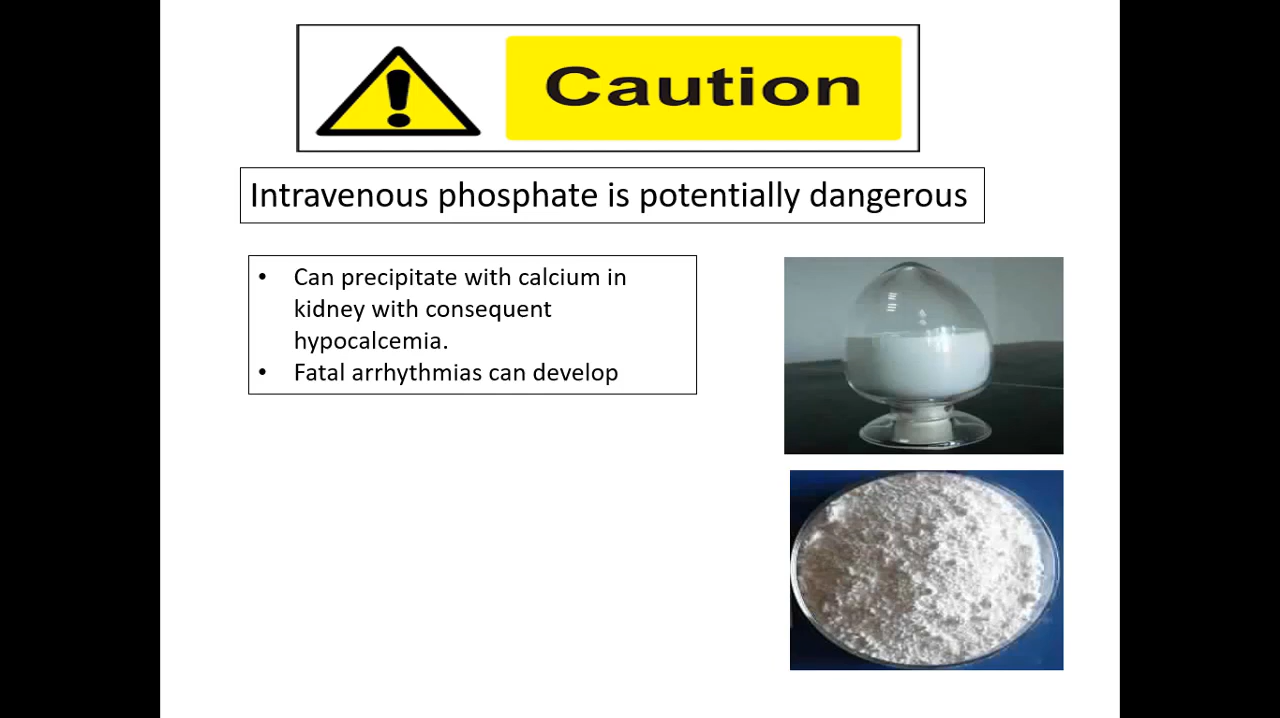 Caution
Intravenous phosphate is potentially dangerous
• Can precipitate with calcium in
kidney with consequent
hypocalcemia.
• Fatal arrhythmias can develop